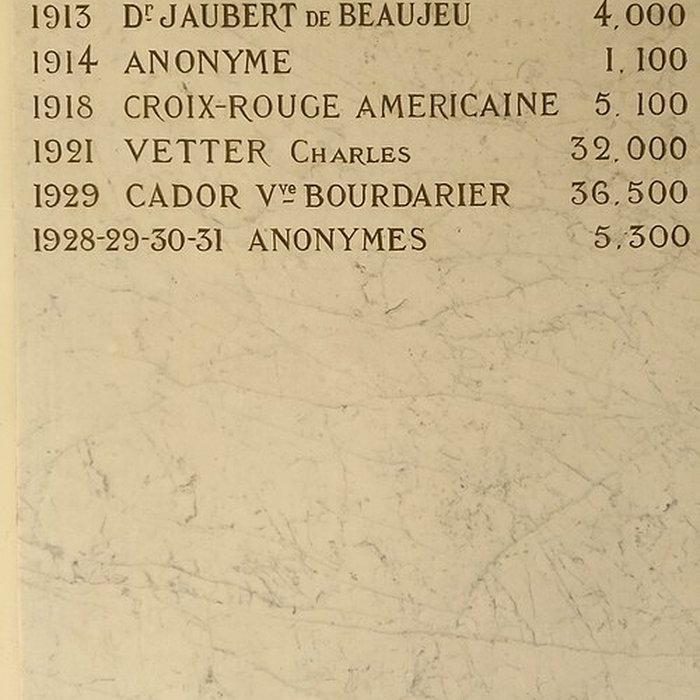 1913 Dr JAUBERT DE BEAUJEU 4,000
1914 ANONYME 1,100
1918 CROIX-ROUGE AMERICAINE 5.100
1921 VETTER CHARLES 32,000
1929 CADOR Vve BOURDARIER 36,500
1928-29-30-31 ANONYMES 5,300